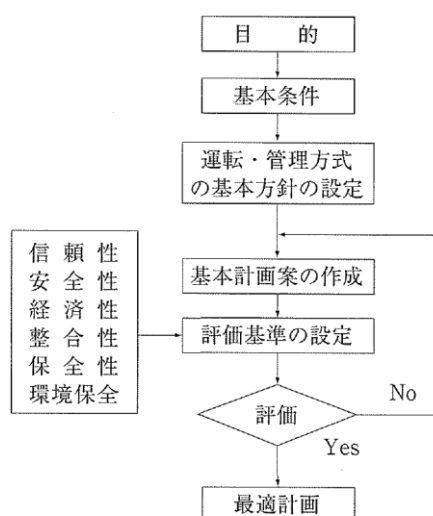 目 的
基本条件
運転・管理方式
の基本方針の設定
信 頼 性
安 全 性
経 済 性
整 合 性
保 全 性
環境保全
基本計画案の作成
評価基準の設定
評価
No
Yes
最適計画